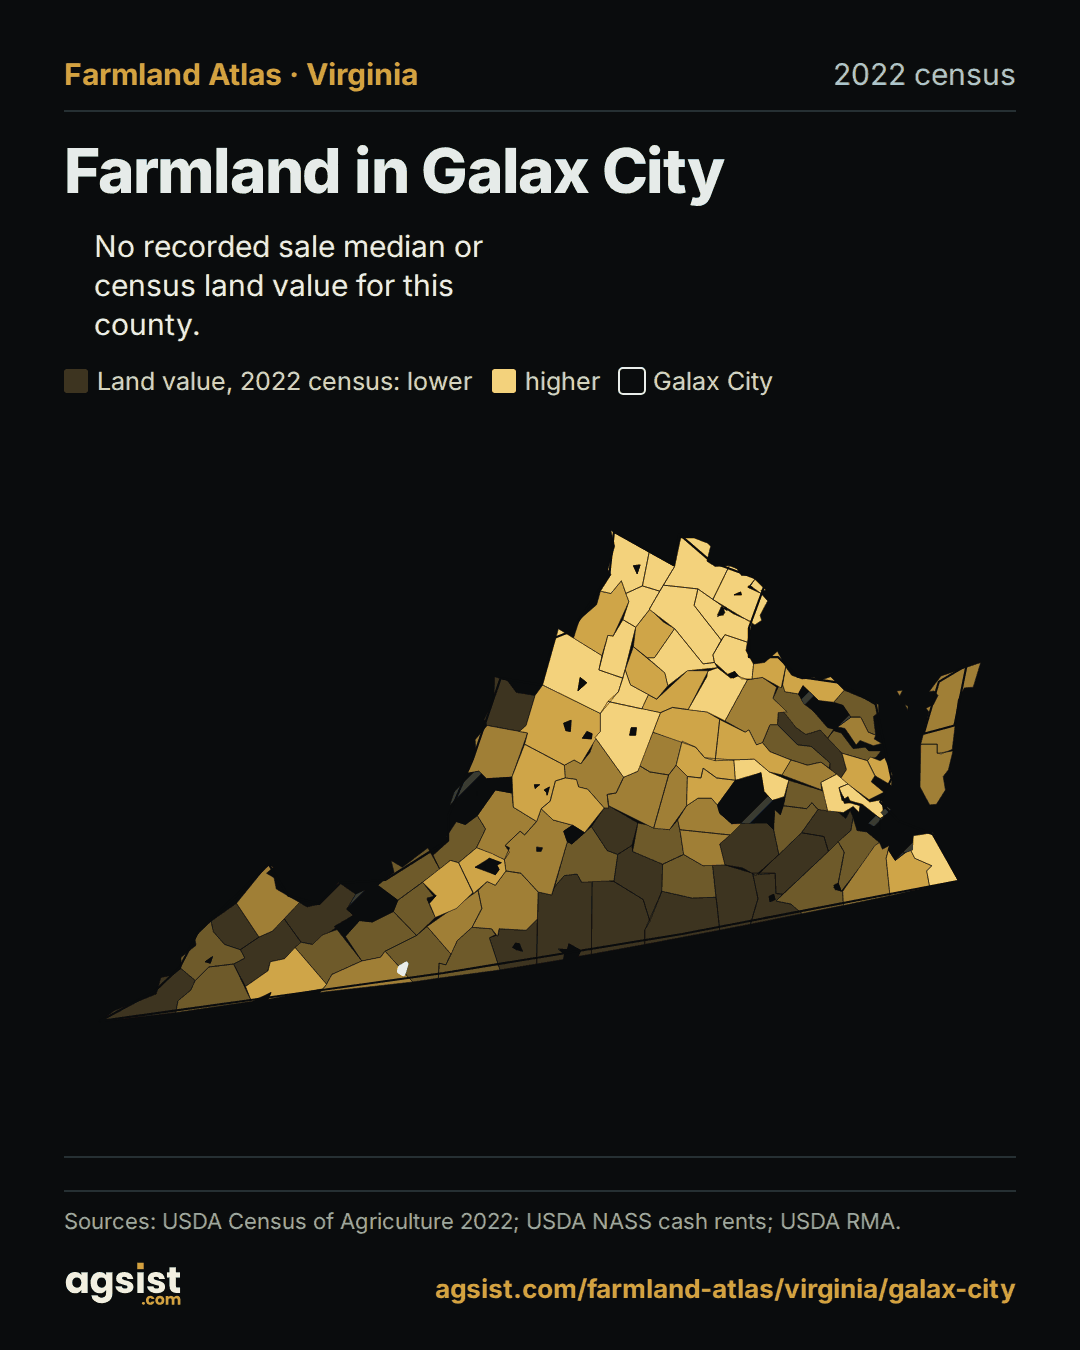 Farmland Atlas · Virginia
2022 census
Farmland in Galax City
No recorded sale median or
census land value for this
county.
Land value, 2022 census: lower higher Galax City
Sources: USDA Census of Agriculture 2022; USDA NASS cash rents; USDA RMA.
agsist
.com
agsist.com/farmland-atlas/virginia/galax-city